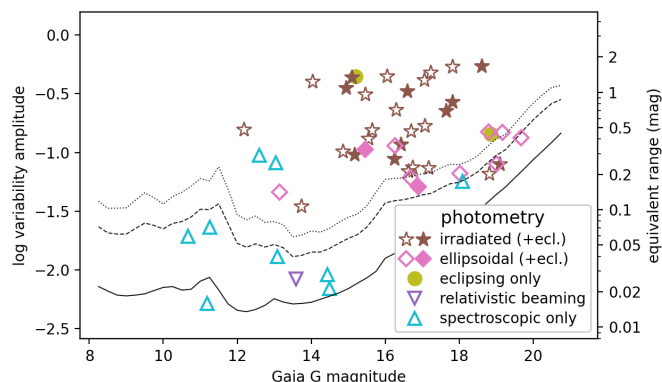 0.0
−0.5
−1.0
−1.5
−2.0
−2.5
log variability amplitude
2
1
0.5
0.2
0.1
0.05
0.02
0.01
equivalent range (mag)
photometry
irradiated (+ecl.)
ellipsoidal (+ecl.)
eclipsing only
relativistic beaming
spectroscopic only
8 10 12 14 16 18 20
Gaia G magnitude